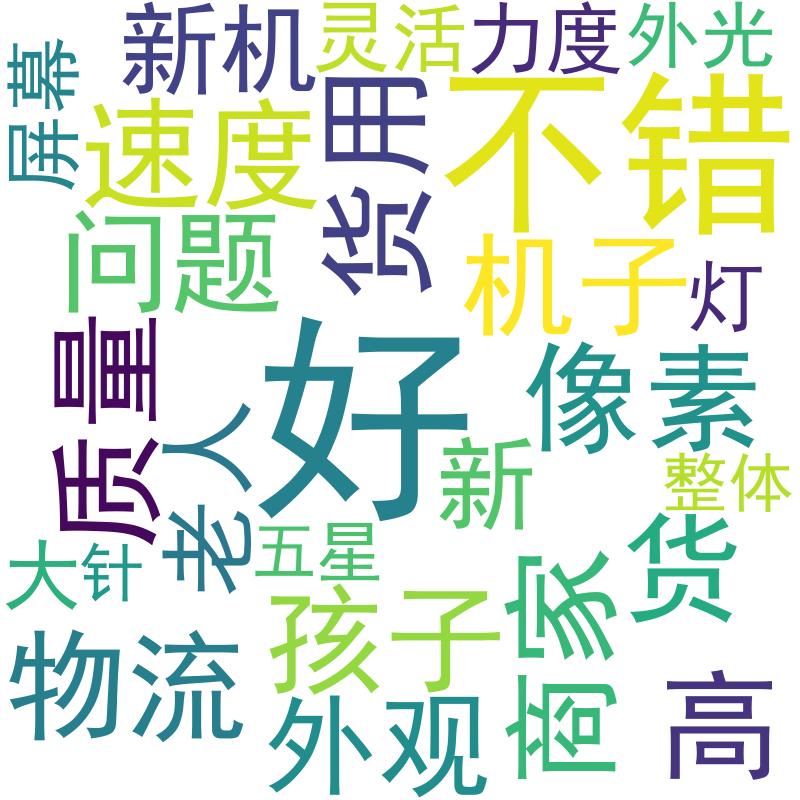 新机
灵活
力度
外光
屏幕
速度
货用
不错
问题
机子
灯
质量
好
像素
老人
新
整体
五星
大
针
货
孩子
商家
物流
外观
高